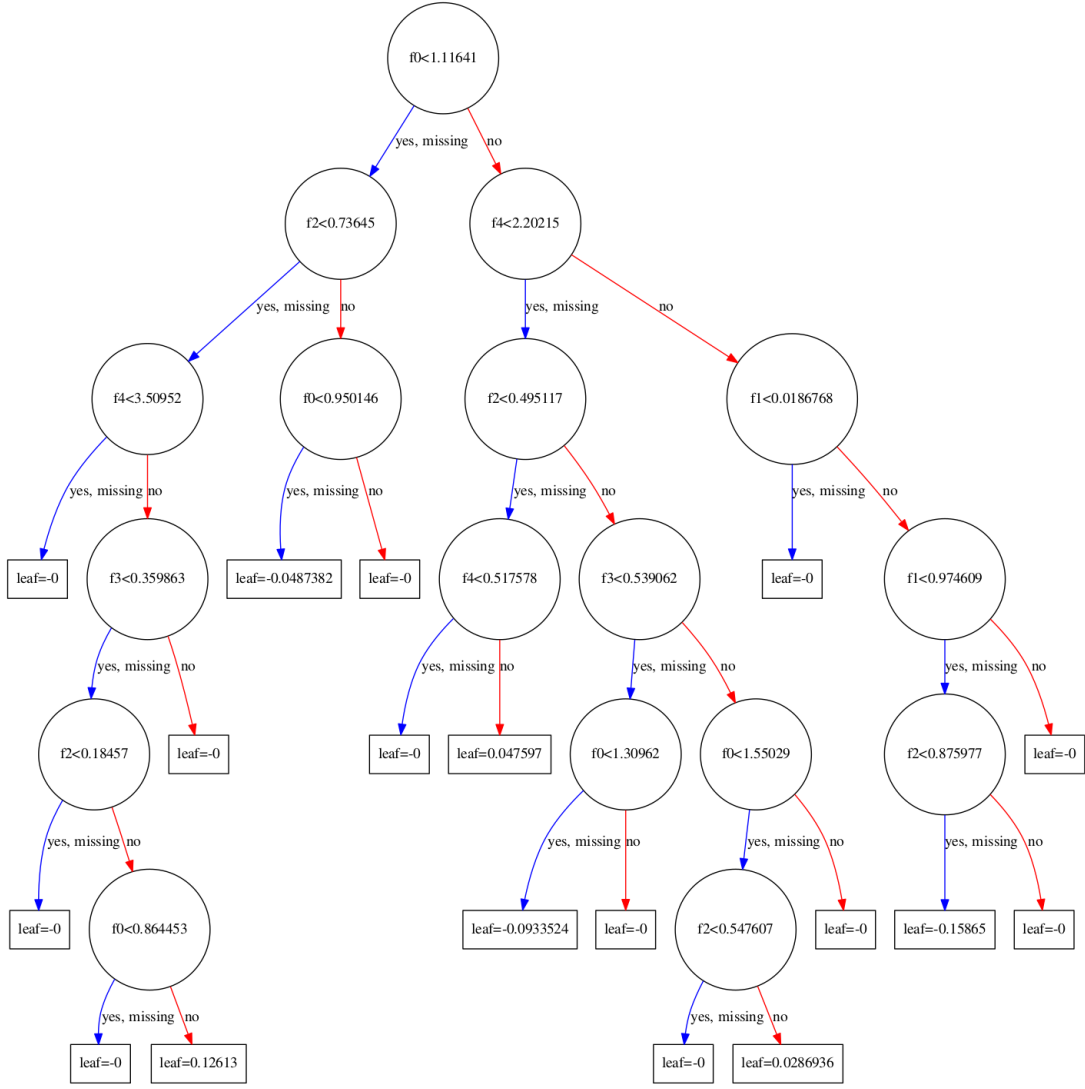 f0<1.11641
yes, missing
no
f2<0.73645
f4<2.20215
yes, missing
no
yes, missing
no
f4<3.50952
f0<0.950146
f2<0.495117
f1<0.0186768
yes, missing
no
yes, missing
no
yes, missing
no
yes, missing
no
leaf=-0
f3<0.359863
leaf=-0.0487382
leaf=-0
f4<0.517578
f3<0.539062
leaf=-0
f1<0.974609
yes, missing
no
yes, missing
no
yes, missing
no
yes, missing
no
f2<0.18457
leaf=-0
leaf=-0
leaf=0.047597
f0<1.30962
f0<1.55029
f2<0.875977
leaf=-0
yes, missing
no
yes, missing
no
yes, missing
no
yes, missing
no
leaf=-0
f0<0.864453
leaf=-0.0933524
leaf=-0
f2<0.547607
leaf=-0
leaf=-0.15865
leaf=-0
yes, missing
no
yes, missing
no
leaf=-0
leaf=0.12613
leaf=-0
leaf=0.0286936